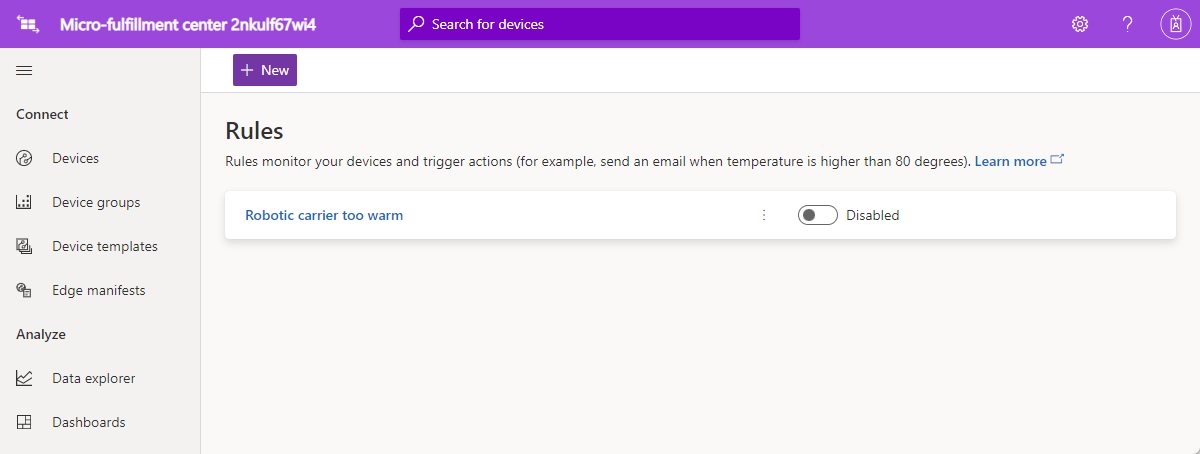 Micro-fulfillment center 2nkulf67wi4
Search for devices
?
New
Connect
Devices
Device groups
Device templates
Edge manifests
Analyze
Data explorer
Dashboards
Rules
Rules monitor your devices and trigger actions (for example, send an email when temperature is higher than 80 degrees). Learn more
Robotic carrier too warm
Disabled